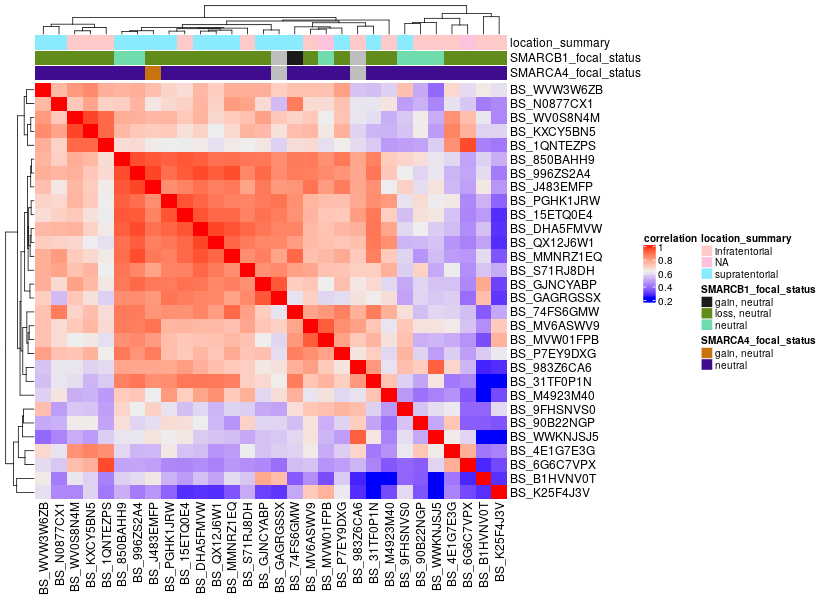 location_summary
SMARCB1_focal_status
SMARCA4_focal_status
BS_WVW3W6ZB
BS_N0877CX1
BS_WV0S8N4M
BS_KXCY5BN5
BS_1QNTEZPS
BS_850BAHH9
BS_996ZS2A4
BS_J483EMFP
BS_PGHK1JRW
BS_15ETQ0E4
BS_DHA5FMVW
BS_QX12J6W1
BS_MMNRZ1EQ
BS_S71RJ8DH
BS_GJNCYABP
BS_GAGRGSSX
BS_74FS6GMW
BS_MV6ASWV9
BS_MVW01FPB
BS_P7EY9DXG
BS_983Z6CA6
BS_31TF0P1N
BS_M4923M40
BS_9FHSNVS0
BS_90B22NGP
BS_WWKNJSJ5
BS_4E1G7E3G
BS_6G6C7VPX
BS_B1HVNV0T
BS_K25F4J3V
BS_WVW3W6ZB
BS_N0877CX1
BS_WV0S8N4M
BS_KXCY5BN5
BS_1QNTEZPS
BS_850BAHH9
BS_996ZS2A4
BS_J483EMFP
BS_PGHK1JRW
BS_15ETQ0E4
BS_DHA5FMVW
BS_QX12J6W1
BS_MMNRZ1EQ
BS_S71RJ8DH
BS_GJNCYABP
BS_GAGRGSSX
BS_74FS6GMW
BS_MV6ASWV9
BS_MVW01FPB
BS_P7EY9DXG
BS_983Z6CA6
BS_31TF0P1N
BS_M4923M40
BS_9FHSNVS0
BS_90B22NGP
BS_WWKNJSJ5
BS_4E1G7E3G
BS_6G6C7VPX
BS_B1HVNV0T
BS_K25F4J3V
correlation
1
0.8
0.6
0.4
0.2
location_summary
infratentorial
NA
supratentorial
SMARCB1_focal_status
gain, neutral
loss, neutral
neutral
SMARCA4_focal_status
gain, neutral
neutral